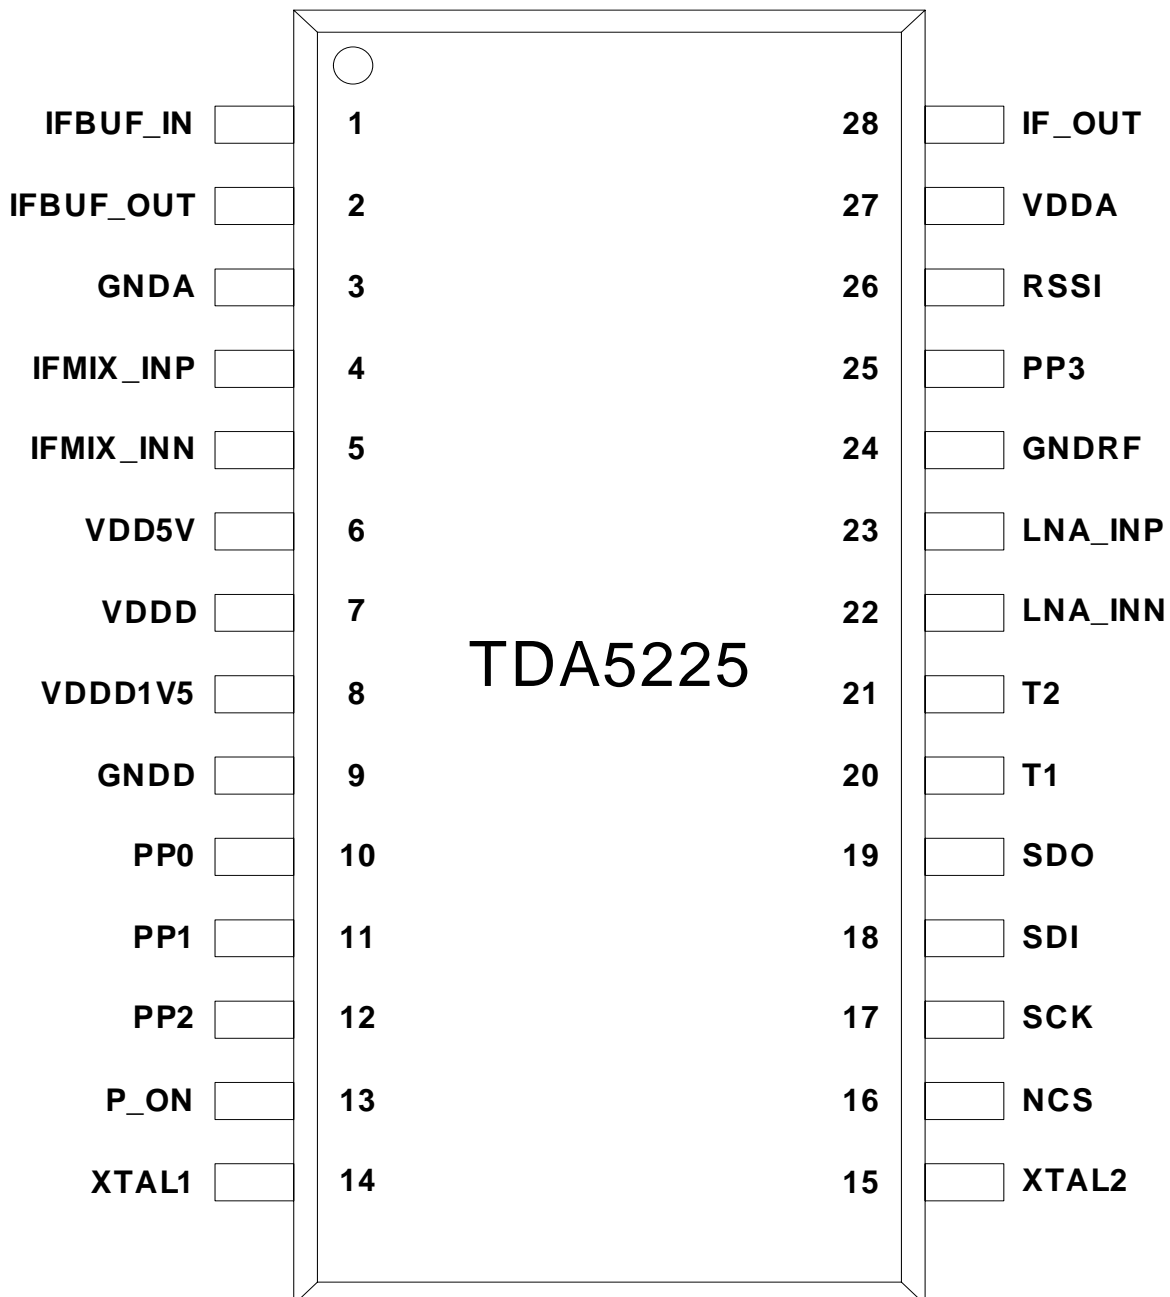 IFBUF_IN 1 28 IF_OUT
IFBUF_OUT 2 27 VDDA
GNDA 3 26 RSSI
IFMIX_INP 4 25 PP3
IFMIX_INN 5 24 GNDRF
VDD5V 6 23 LNA_INP
VDDD 7 22 LNA_INN
TDA5225
VDDD1V5 8 21 T2
GNDD 9 20 T1
PP0 10 19 SDO
PP1 11 18 SDI
PP2 12 17 SCK
P_ON 13 16 NCS
XTAL1 14 15 XTAL2